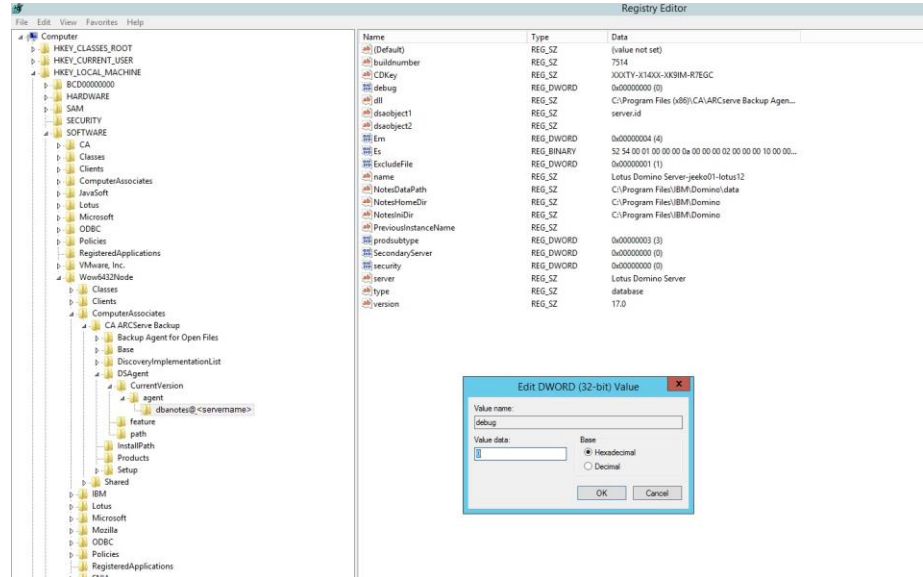 Registry Editor
File Edit View Favorites Help
Computer
HKEY_CLASSES_ROOT
HKEY_CURRENT_USER
HKEY_LOCAL_MACHINE
BCD00000000
HARDWARE
SAM
SECURITY
SOFTWARE
CA
Classes
Clients
ComputerAssociates
JavaSoft
Lotus
Microsoft
ODBC
Policies
RegisteredApplications
VMware, Inc.
Wow6432Node
Classes
Clients
ComputerAssociates
CA ARCServe Backup
Backup Agent for Open Files
Base
DiscoveryImplementationList
DSAgent
CurrentVersion
agent
dbanotes@<servername>
feature
path
InstallPath
Products
Setup
Shared
IBM
Lotus
Microsoft
Mozilla
ODBC
Policies
RegisteredApplications
Name Type Data
(Default) REG_SZ (value not set)
buildnumber REG_SZ 7514
CDKey REG_SZ XXXTY-X14XX-XK9IM-R7EGC
debug REG_DWORD 0x00000000 (0)
dll REG_SZ C:\Program Files (x86)\CA\ARCserve Backup Agen...
dsaobject1 REG_SZ server.id
dsaobject2 REG_SZ
Em REG_DWORD 0x00000004 (4)
Es REG_BINARY 52 54 00 01 00 00 00 0a 00 00 00 02 00 00 00 10 00 00...
ExcludeFile REG_DWORD 0x00000001 (1)
name REG_SZ Lotus Domino Server-jeeko01-lotus12
NotesDataPath REG_SZ C:\Program Files\IBM\Domino\data
NotesHomeDir REG_SZ C:\Program Files\IBM\Domino
NotesIniDir REG_SZ C:\Program Files\IBM\Domino
PreviousInstanceName REG_SZ
prodsubtype REG_DWORD 0x00000003 (3)
SecondaryServer REG_DWORD 0x00000000 (0)
security REG_DWORD 0x00000000 (0)
server REG_SZ Lotus Domino Server
type REG_SZ database
version REG_SZ 17.0
Edit DWORD (32-bit) Value
x
Value name:
debug
Value data:
0
Base
Hexadecimal
Decimal
OK Cancel